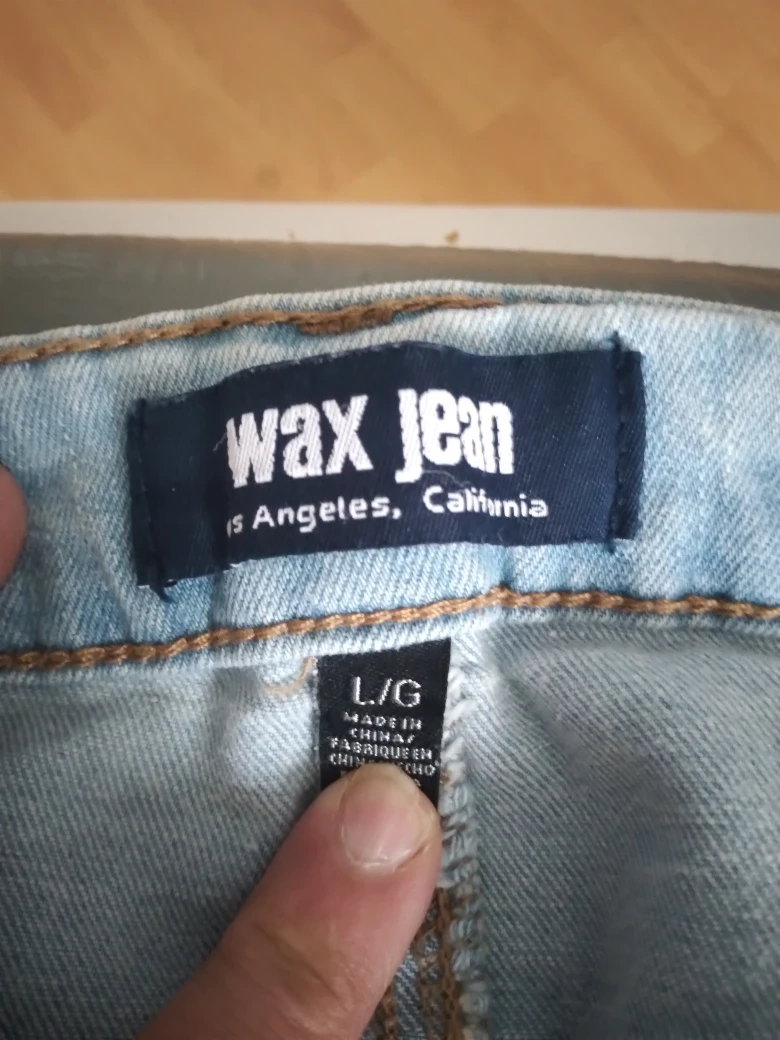 wax jean
s Angeles, California
L/G
MADE IN
CHINA/
FABRIQUE EN